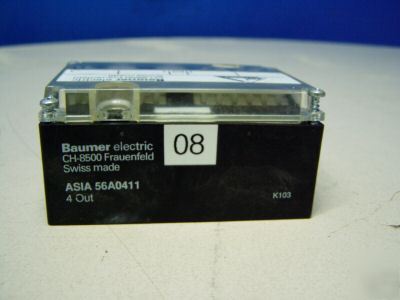 Baumer electric
CH-8500 Frauenfeld
Swiss made
08
ASIA 56A0411
4 Out
K103